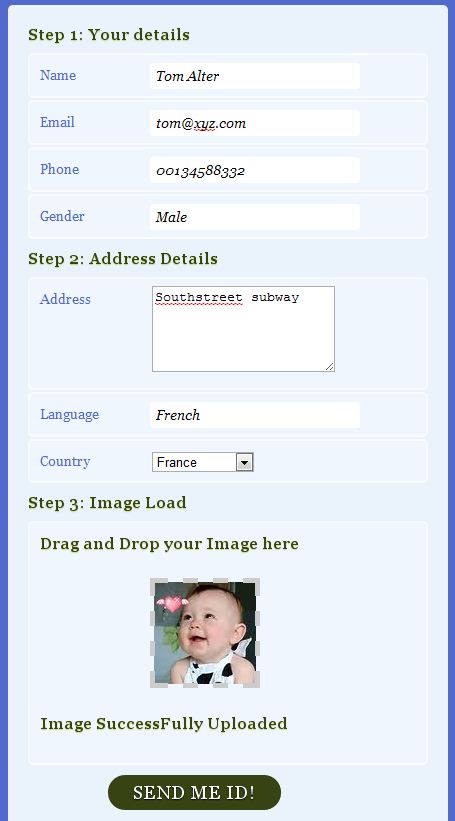 Step 1: Your details
Name Tom Alter
Email tom@xyz.com
Phone 00134588332
Gender Male
Step 2: Address Details
Address Southstreet subway
Language French
Country France
Step 3: Image Load
Drag and Drop your Image here
Image SuccessFully Uploaded
SEND ME ID!